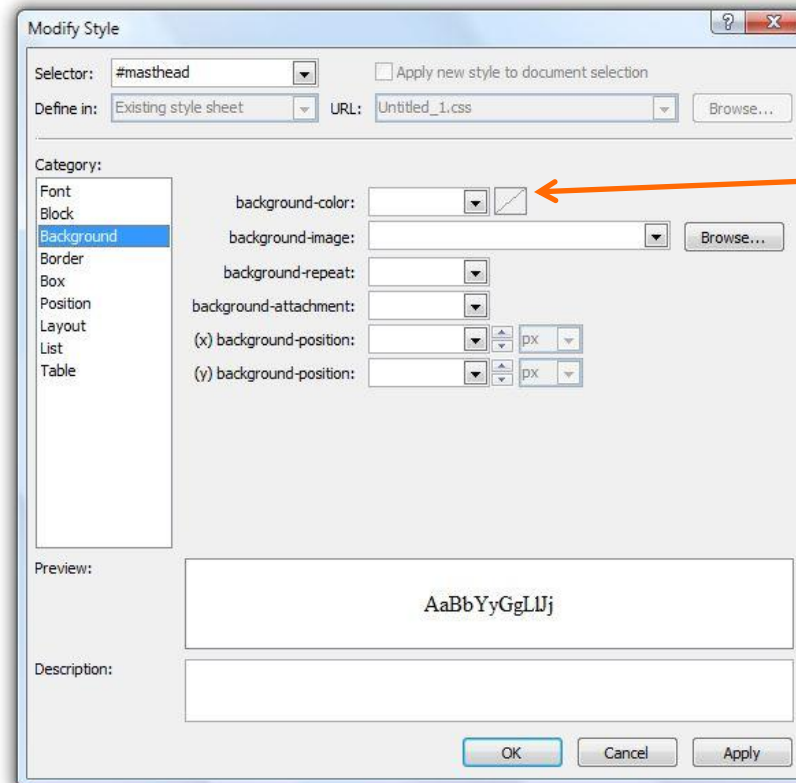 Modify Style
Selector: #masthead Apply new style to document selection
Define in: Existing style sheet URL: Untitled_1.css Browse...
Category:
Font
Block
Background
Border
Box
Position
Layout
List
Table
background-color:
background-image: Browse...
background-repeat:
background-attachment:
(x) background-position: px
(y) background-position: px
Preview:
AaBbYyGgLlJj
Description:
OK Cancel Apply